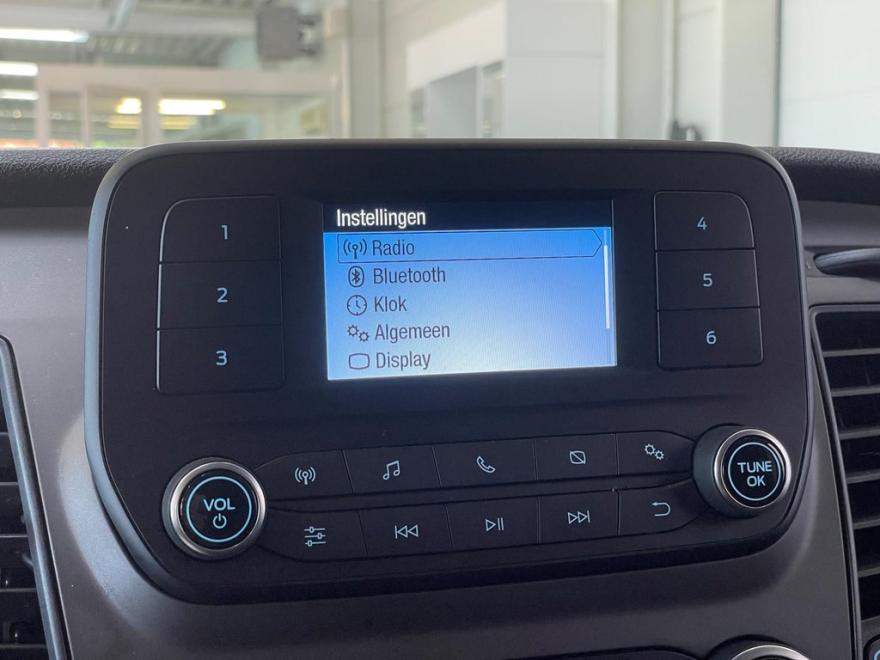 Instellingen
Radio
Bluetooth
Klok
Algemeen
Display
1
2
3
4
5
6
VOL
TUNE
OK